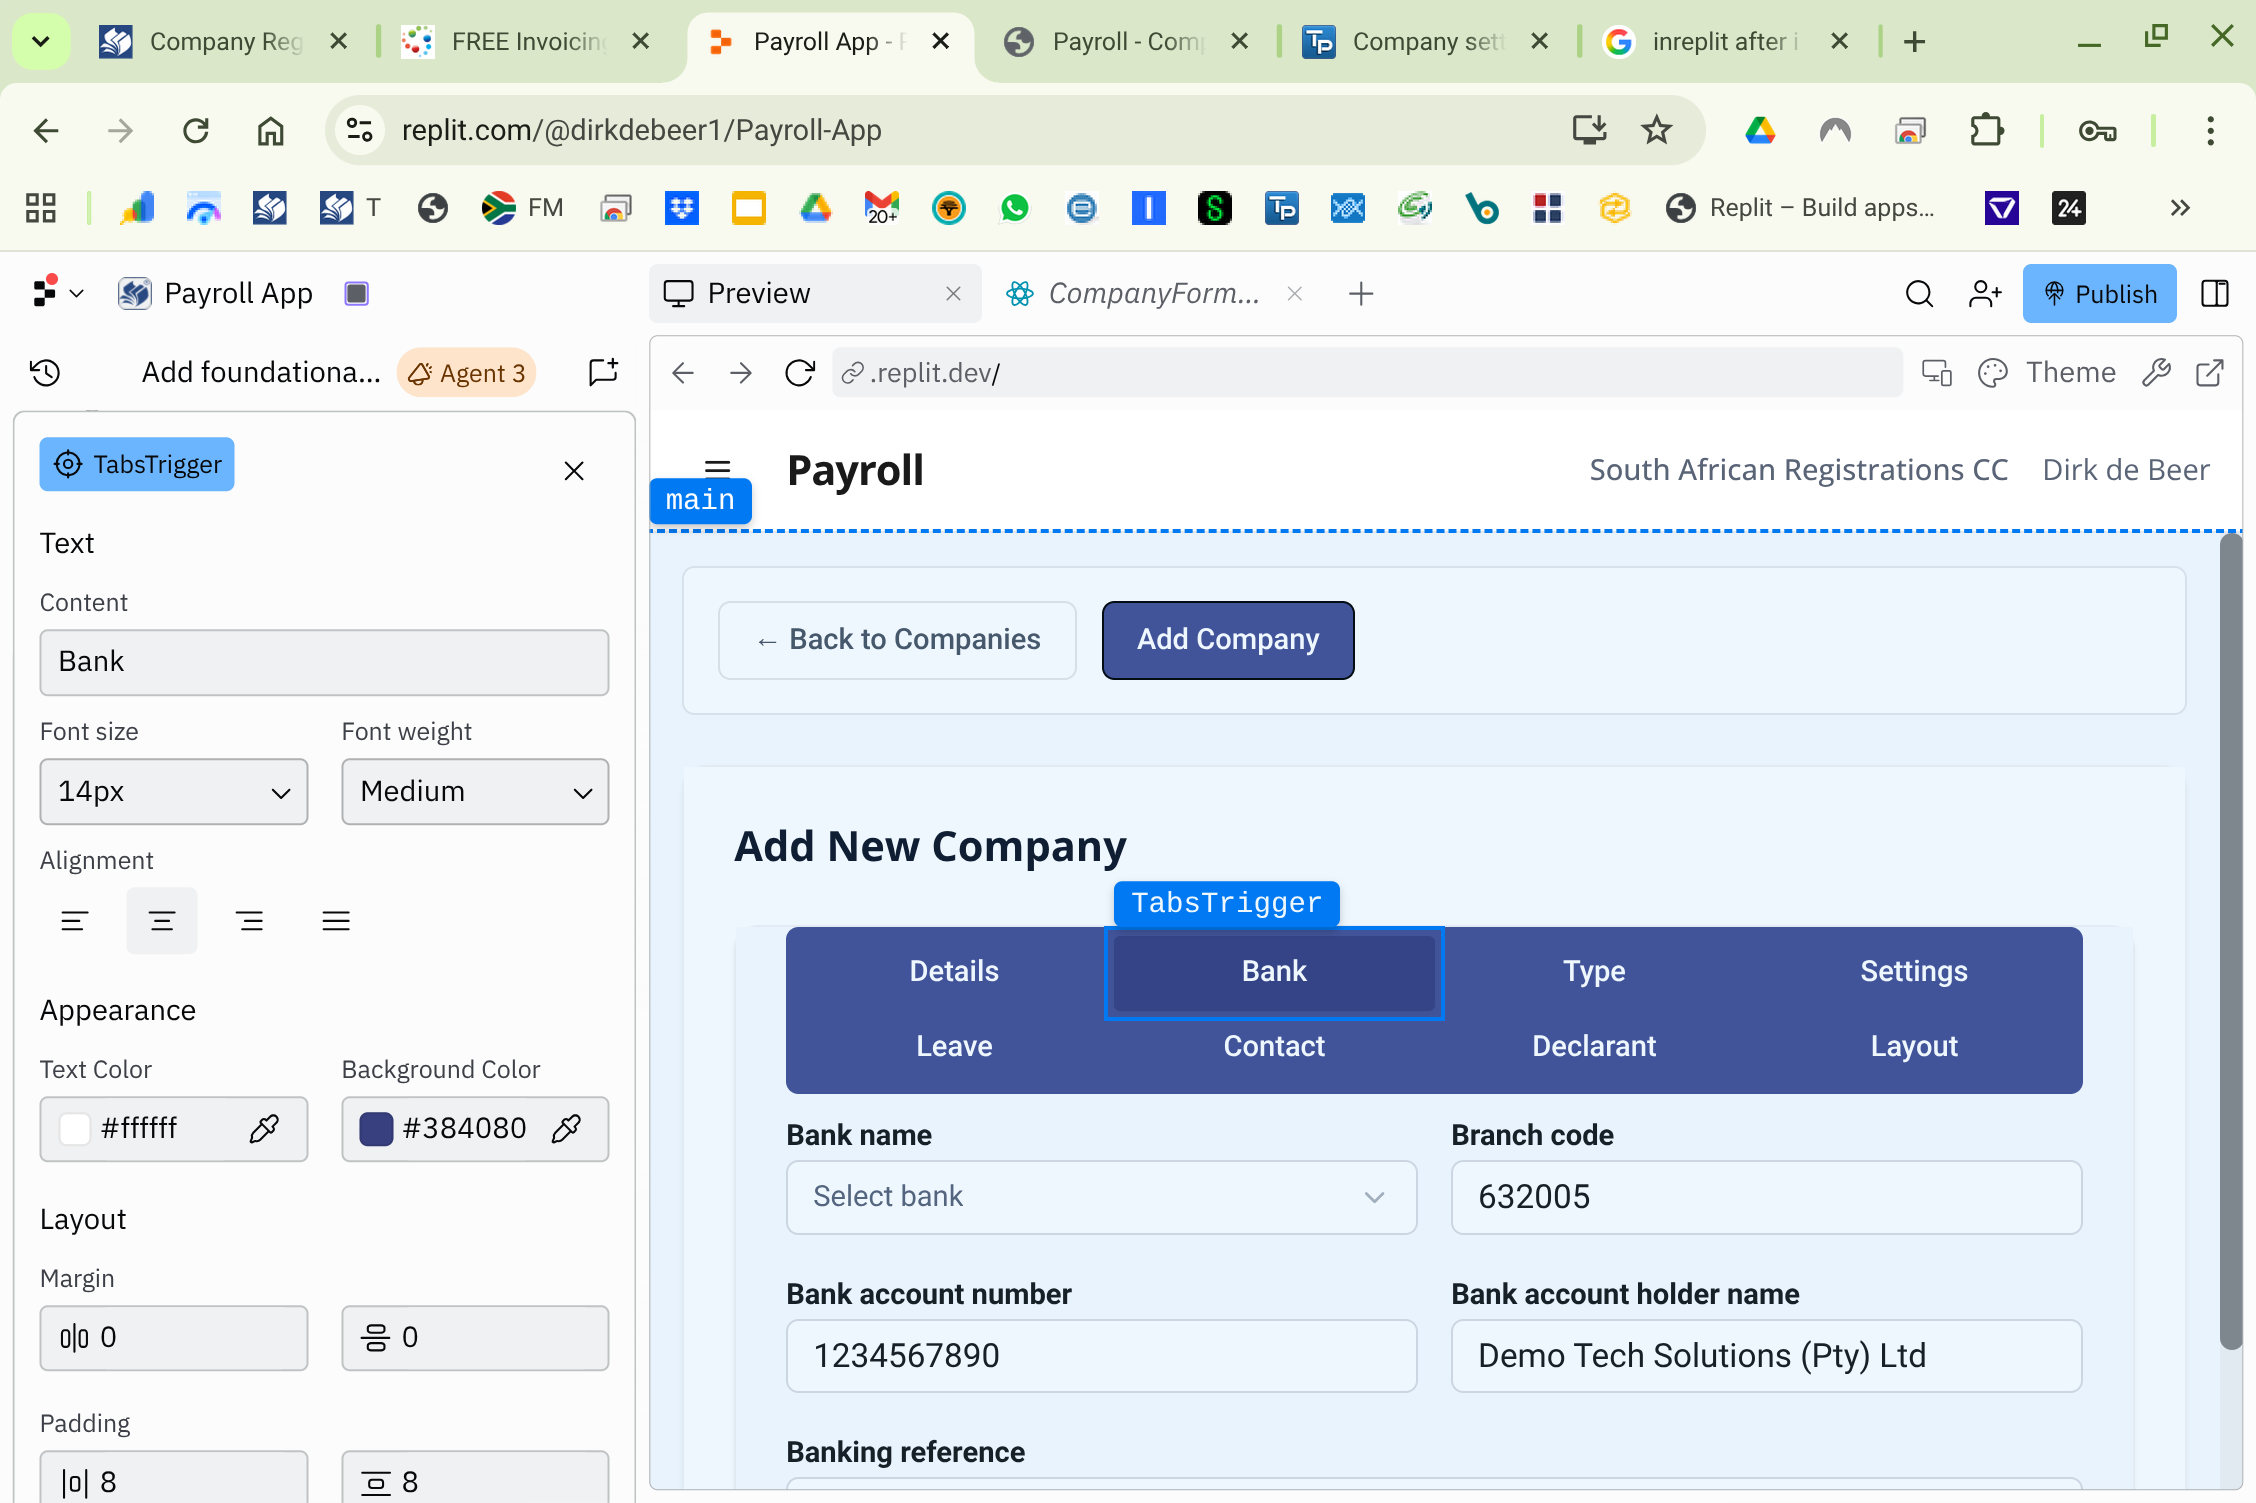 Company Reg
FREE Invoicing
Payroll App - F
Payroll - Comp
Company sett
inreplit after i
replit.com/@dirkdebeer1/Payroll-App
T
FM
20+
Replit – Build apps...
24
Payroll App
Preview
CompanyForm...
Publish
Add foundationa...
Agent 3
.replit.dev/
Theme
TabsTrigger
Text
Content
Bank
Font size
Font weight
14px
Medium
Alignment
Appearance
Text Color
Background Color
#ffffff
#384080
Layout
Margin
0
0
Padding
8
8
Payroll
South African Registrations CC
Dirk de Beer
main
← Back to Companies
Add Company
Add New Company
TabsTrigger
Details
Bank
Type
Settings
Leave
Contact
Declarant
Layout
Bank name
Branch code
Select bank
632005
Bank account number
Bank account holder name
1234567890
Demo Tech Solutions (Pty) Ltd
Banking reference